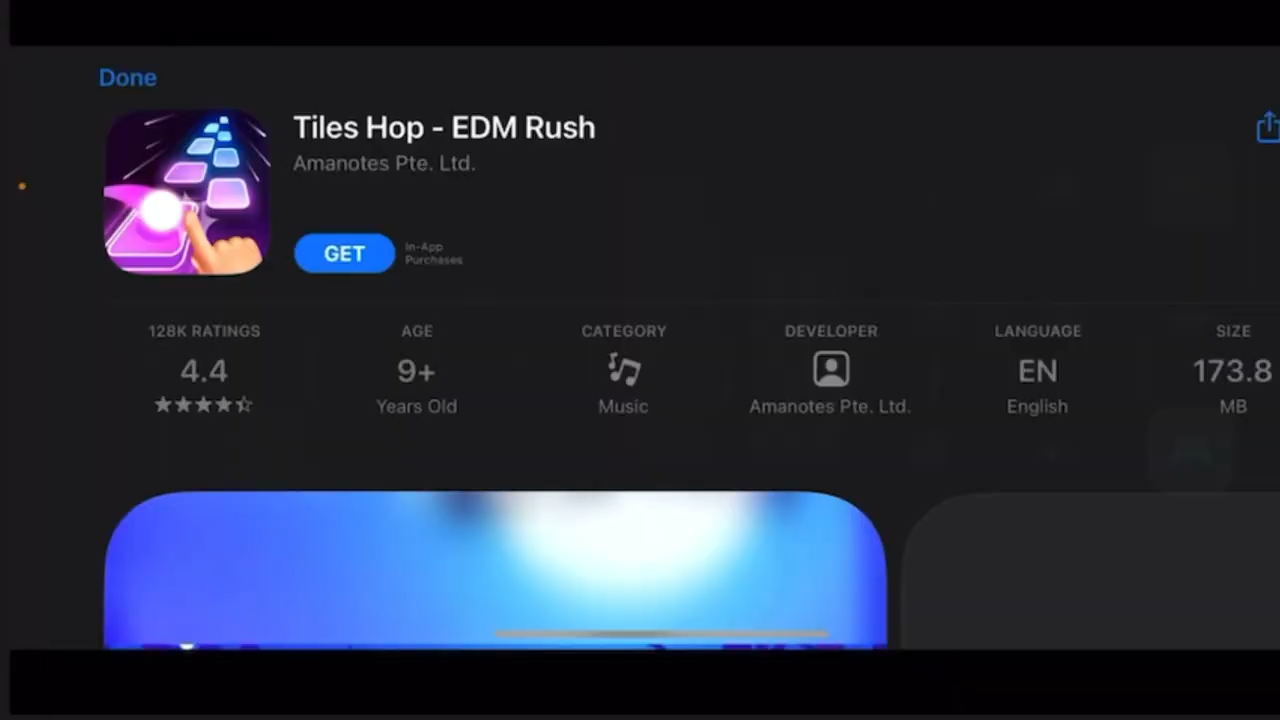 Done
Tiles Hop - EDM Rush
Amanotes Pte. Ltd.
GET
In-App
Purchases
128K RATINGS
4.4
AGE
9+
Years Old
CATEGORY
Music
DEVELOPER
Amanotes Pte. Ltd.
LANGUAGE
EN
English
SIZE
173.8
MB